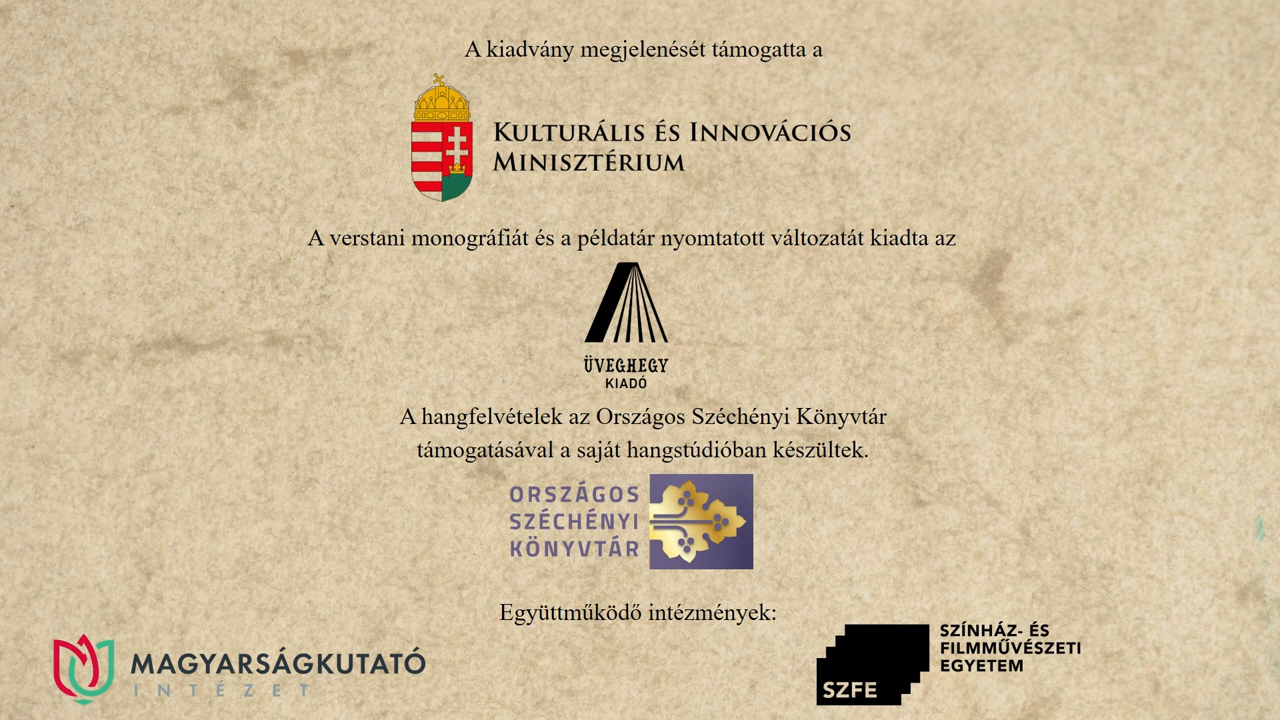 A kiadvány megjelenését támogatta a
KULTURÁLIS ÉS INNOVÁCIÓS
MINISZTÉRIUM
A verstani monográfiát és a példatár nyomtatott változatát kiadta az
ÜVEGHEGY
KIADÓ
A hangfelvételek az Országos Széchényi Könyvtár
támogatásával a saját hangstúdióban készültek.
ORSZÁGOS
SZÉCHÉNYI
KÖNYVTÁR
Együttműködő intézmények:
MAGYARSÁGKUTATÓ
INTÉZET
SZFE
SZÍNHÁZ- ÉS
FILMMŰVÉSZETI
EGYETEM